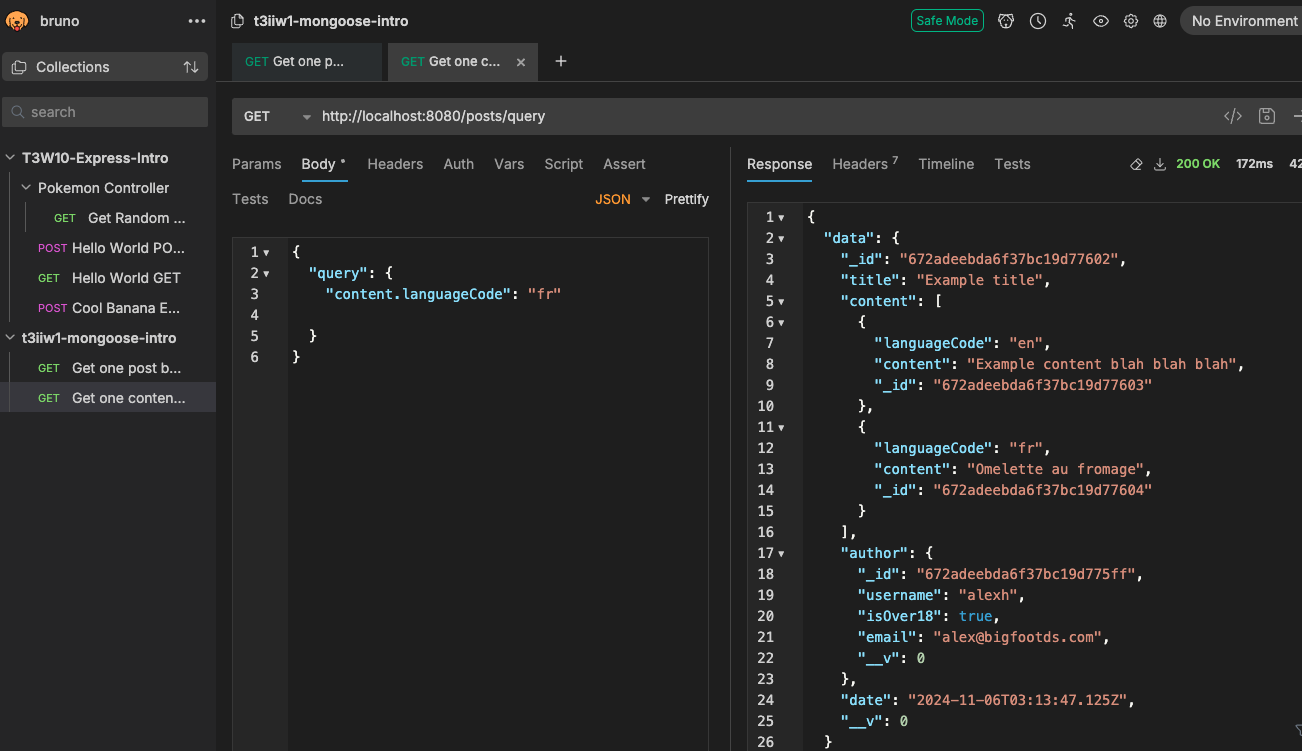 bruno
t3iiw1-mongoose-intro
Safe Mode
No Environment
Collections
GET Get one p...
GET Get one c...
search
GET
http://localhost:8080/posts/query
T3W10-Express-Intro
Pokemon Controller
GET Get Random ...
POST Hello World PO...
GET Hello World GET
POST Cool Banana E...
t3iiw1-mongoose-intro
GET Get one post b...
GET Get one conten...
Params Body Headers Auth Vars Script Assert
Tests Docs
JSON Prettify
1 {
2 "query": {
3 "content.languageCode": "fr"
4
5 }
6 }
Response Headers 7 Timeline Tests
200 OK 172ms 42
1 {
2 "data": {
3 "_id": "672adeebda6f37bc19d77602",
4 "title": "Example title",
5 "content": [
6 {
7 "languageCode": "en",
8 "content": "Example content blah blah blah",
9 "_id": "672adeebda6f37bc19d77603"
10 },
11 {
12 "languageCode": "fr",
13 "content": "Omelette au fromage",
14 "_id": "672adeebda6f37bc19d77604"
15 }
16 ],
17 "author": {
18 "_id": "672adeebda6f37bc19d775ff",
19 "username": "alexh",
20 "isOver18": true,
21 "email": "alex@bigfootds.com",
22 "__v": 0
23 },
24 "date": "2024-11-06T03:13:47.125Z",
25 "__v": 0
26 }